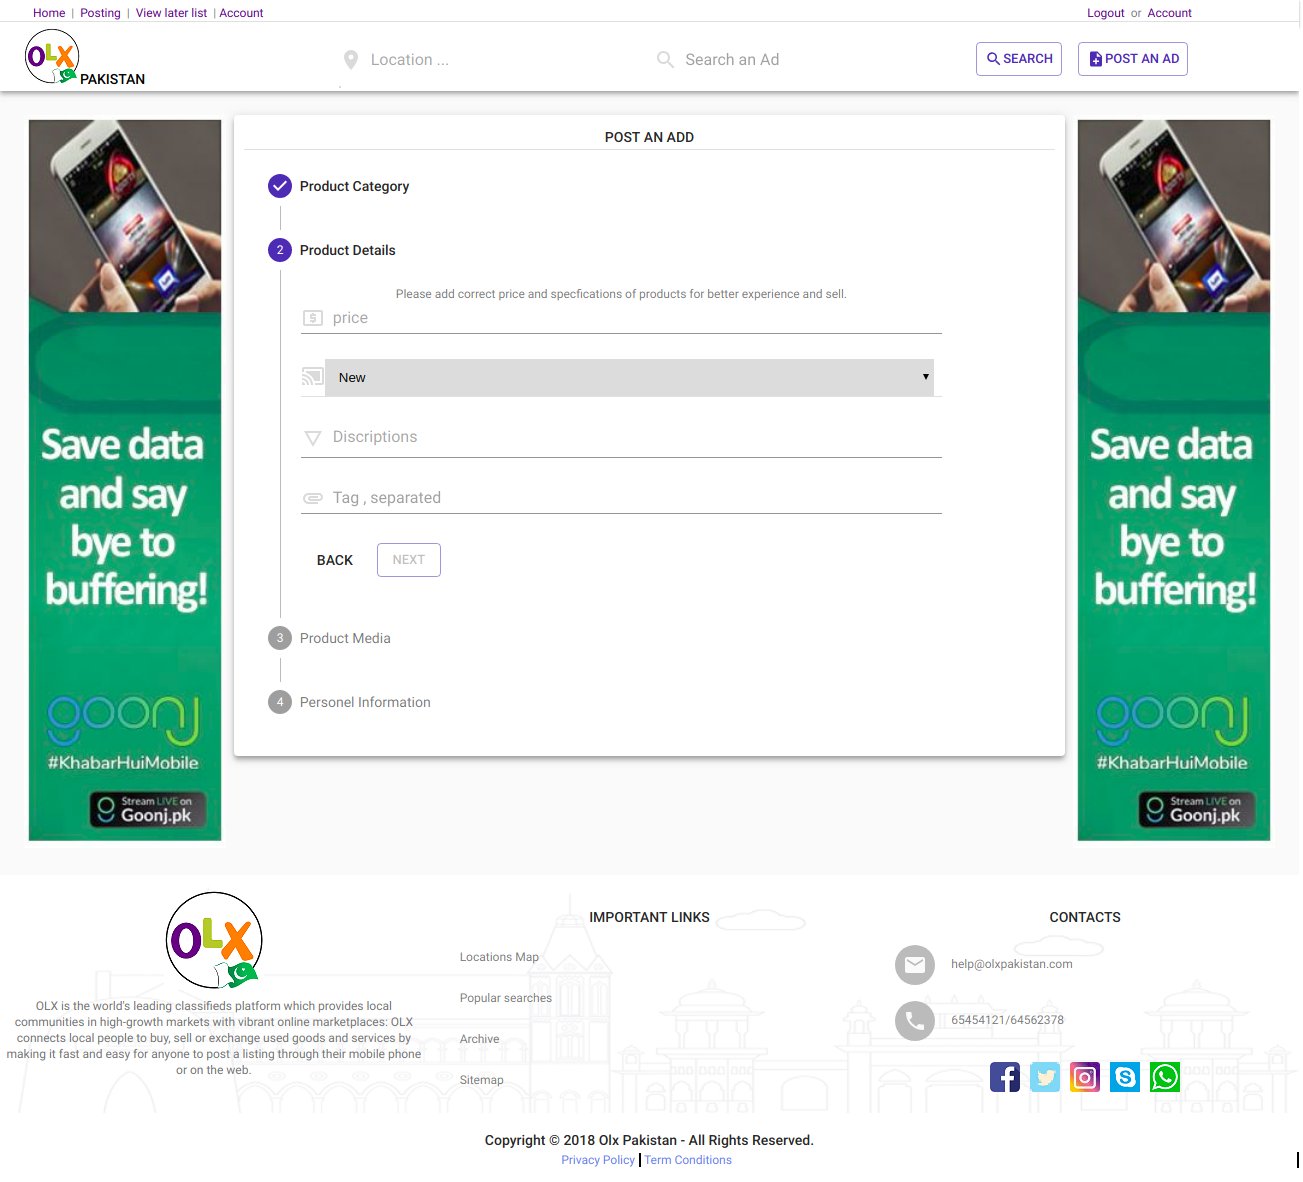 Home | Posting | View later list | Account
Logout or Account
OLX
PAKISTAN
Location ...
Search an Ad
SEARCH
POST AN AD
Save data
and say
bye to
buffering!
goonj
#KhabarHuiMobile
Stream LIVE on
Goonj.pk
POST AN ADD
Product Category
2 Product Details
Please add correct price and specfications of products for better experience and sell.
price
New
Discriptions
Tag , separated
BACK
NEXT
3 Product Media
4 Personel Information
Save data
and say
bye to
buffering!
goonj
#KhabarHuiMobile
Stream LIVE on
Goonj.pk
OLX
OLX is the world's leading classifieds platform which provides local
communities in high-growth markets with vibrant online marketplaces: OLX
connects local people to buy, sell or exchange used goods and services by
making it fast and easy for anyone to post a listing through their mobile phone
or on the web.
IMPORTANT LINKS
Locations Map
Popular searches
Archive
Sitemap
CONTACTS
help@olxpakistan.com
65454121/64562378
Copyright © 2018 Olx Pakistan - All Rights Reserved.
Privacy Policy | Term Conditions